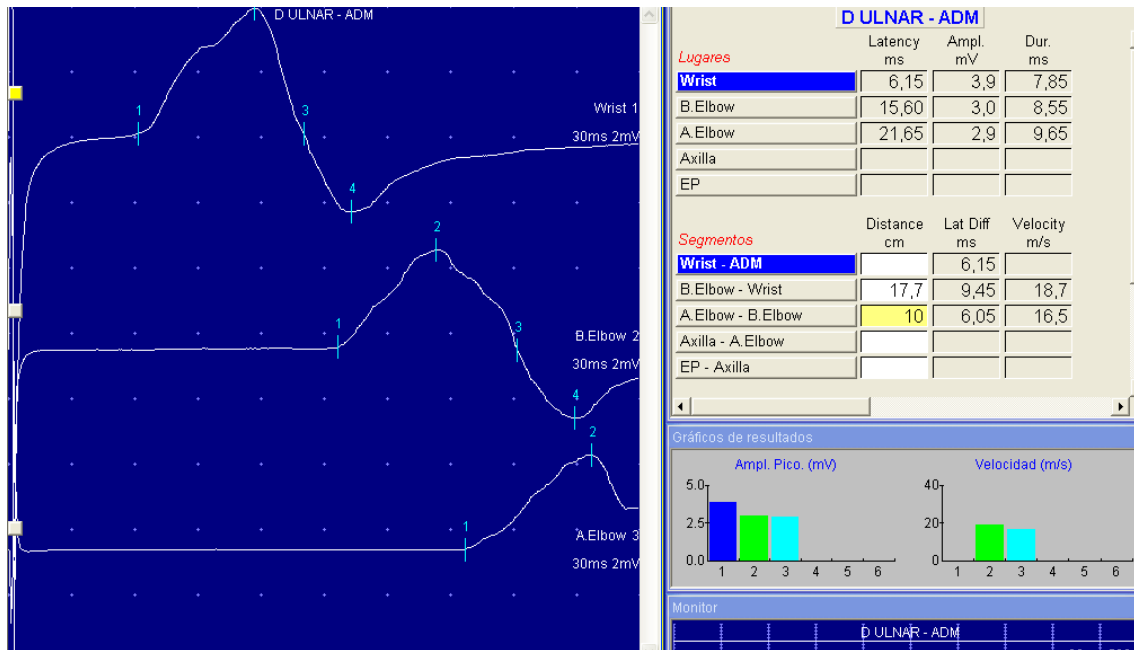 D ULNAR - ADM
1
3
Wrist 1
30ms 2mV
4
2
1
3
B.Elbow 2
30ms 2mV
4
2
1
A.Elbow 3
30ms 2mV
D ULNAR - ADM
Lugares Latency ms Ampl. mV Dur. ms
Wrist 6,15 3,9 7,85
B.Elbow 15,60 3,0 8,55
A.Elbow 21,65 2,9 9,65
Axilla
EP
Segmentos Distance cm Lat Diff ms Velocity m/s
Wrist - ADM 6,15
B.Elbow - Wrist 17,7 9,45 18,7
A.Elbow - B.Elbow 10 6,05 16,5
Axilla - A.Elbow
EP - Axilla
Gráficos de resultados
Ampl. Pico. (mV)
5.0
2.5
0.0
1 2 3 4 5 6
Velocidad (m/s)
40
20
0
1 2 3 4 5 6
Monitor
D ULNAR - ADM